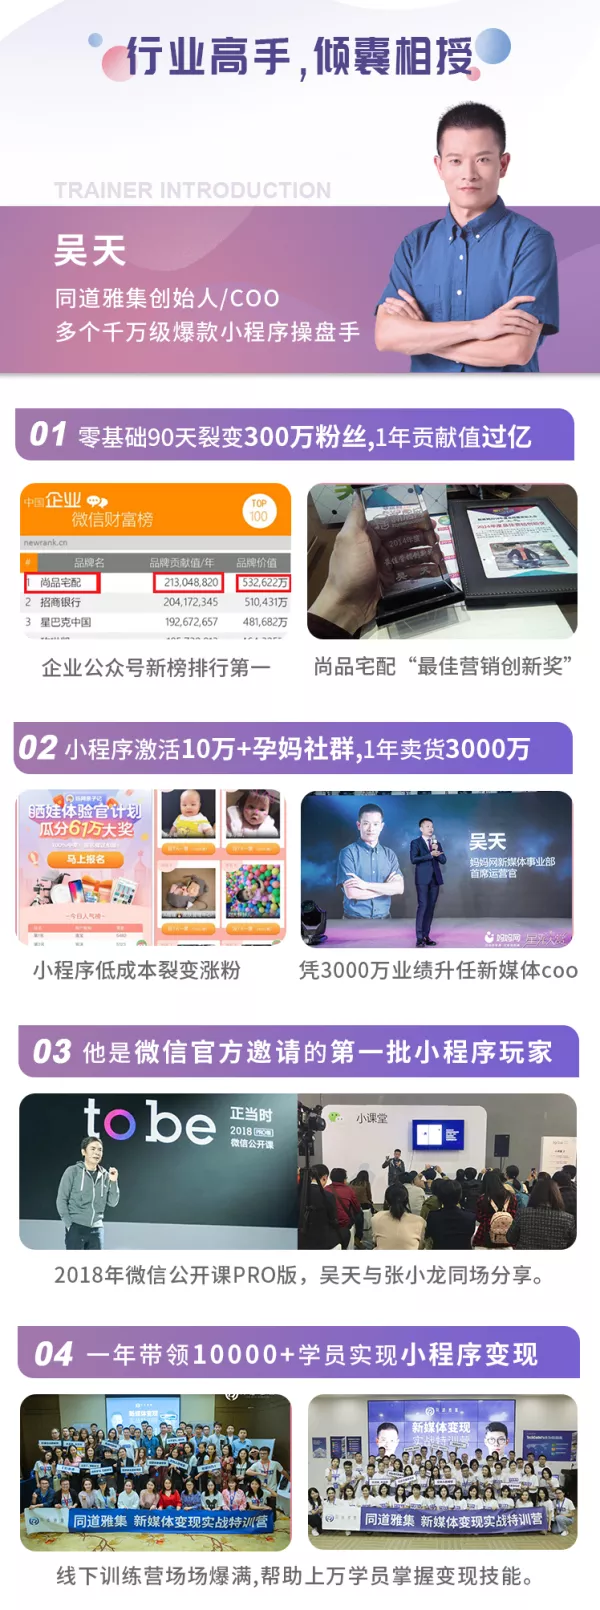 行业高手,倾囊相授
TRAINER INTRODUCTION
吴天
同道雅集创始人/COO
多个千万级爆款小程序操盘手
01 零基础90天裂变300万粉丝,1年贡献值过亿
中国企业
微信财富榜
TOP
100
newrank.cn
# 品牌名 品牌贡献值/年 品牌价值
1 尚品宅配 213,048,820 532,622万
2 招商银行 204,172,345 510,431万
3 星巴克中国 192,672,657 481,682万
企业公众号新榜排行第一
尚品宅配“最佳营销创新奖”
02 小程序激活10万+孕妈社群,1年卖货3000万
晒娃体验官计划
瓜分61万大奖
马上报名
今日人气榜
吴天
妈妈网新媒体事业部
首席运营官
妈妈网
小程序低成本裂变涨粉
凭3000万业绩升任新媒体coo
03 他是微信官方邀请的第一批小程序玩家
to be
正当时
2018 PRO版
微信公开课
小课堂
2018年微信公开课PRO版，吴天与张小龙同场分享。
04 一年带领10000+学员实现小程序变现
新媒体变现
同道雅集 新媒体变现实战特训营
新媒体变现
实战特训营
同道雅集 新媒体变现实战特训营
线下训练营场场爆满,帮助上万学员掌握变现技能。